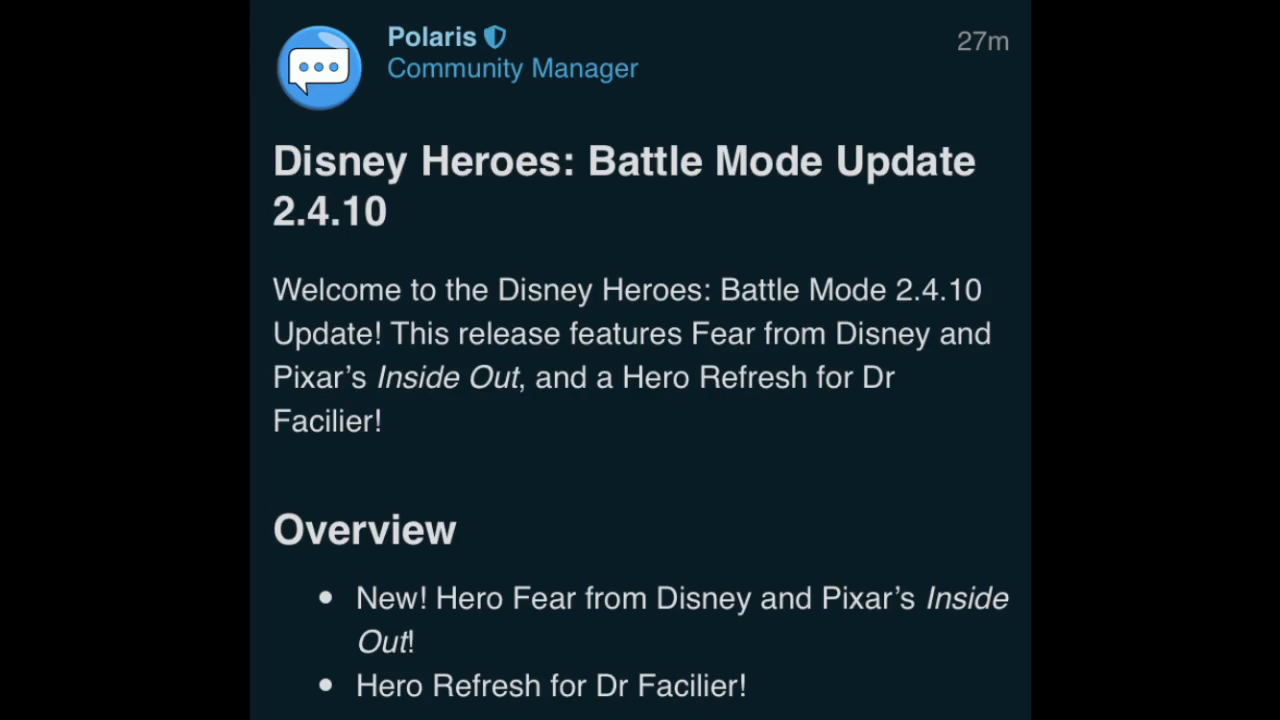 Polaris
27m
Community Manager
Disney Heroes: Battle Mode Update
2.4.10
Welcome to the Disney Heroes: Battle Mode 2.4.10
Update! This release features Fear from Disney and
Pixar’s Inside Out, and a Hero Refresh for Dr
Facilier!
Overview
• New! Hero Fear from Disney and Pixar’s Inside
Out!
• Hero Refresh for Dr Facilier!